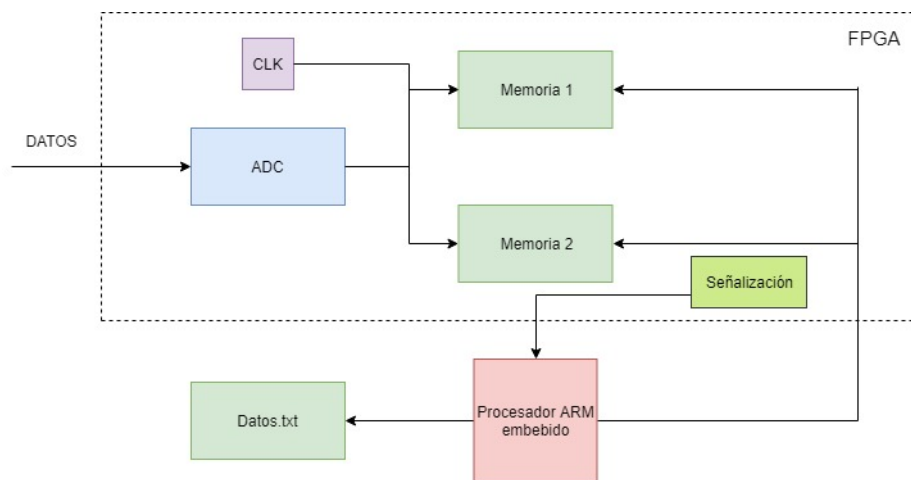 FPGA
CLK
Memoria 1
DATOS
ADC
Memoria 2
Señalización
Datos.txt
Procesador ARM
embebido